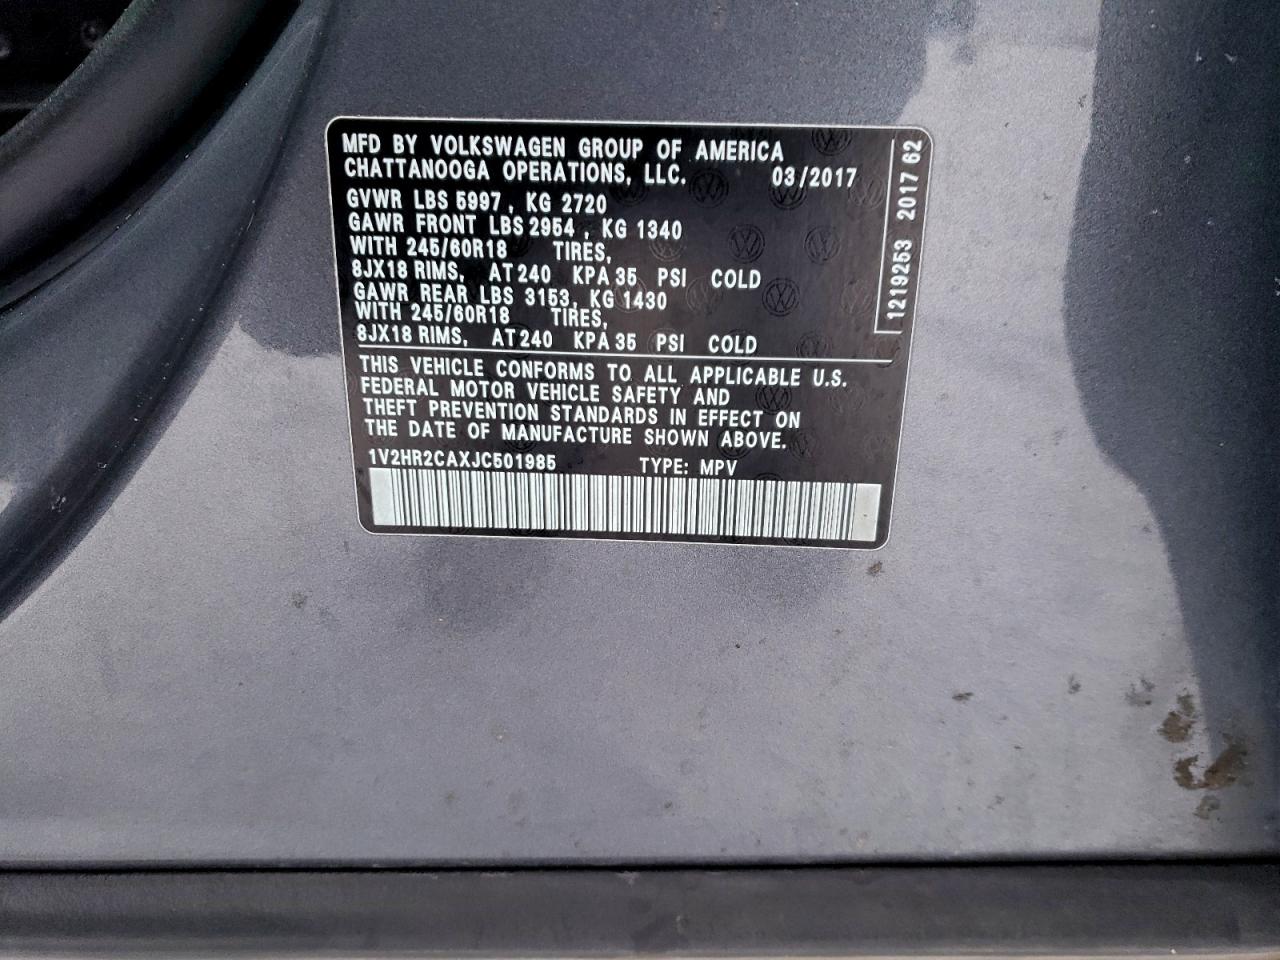 MFD BY VOLKSWAGEN GROUP OF AMERICA
CHATTANOOGA OPERATIONS, LLC. 03/2017
GVWR LBS 5997, KG 2720
GAWR FRONT LBS 2954, KG 1340
WITH 245/60R18 TIRES,
8JX18 RIMS, AT 240 KPA 35 PSI COLD
GAWR REAR LBS 3153, KG 1430
WITH 245/60R18 TIRES,
8JX18 RIMS, AT 240 KPA 35 PSI COLD
1219253 2017 62
THIS VEHICLE CONFORMS TO ALL APPLICABLE U.S.
FEDERAL MOTOR VEHICLE SAFETY AND
THEFT PREVENTION STANDARDS IN EFFECT ON
THE DATE OF MANUFACTURE SHOWN ABOVE.
1V2HR2CAXJC501985 TYPE: MPV